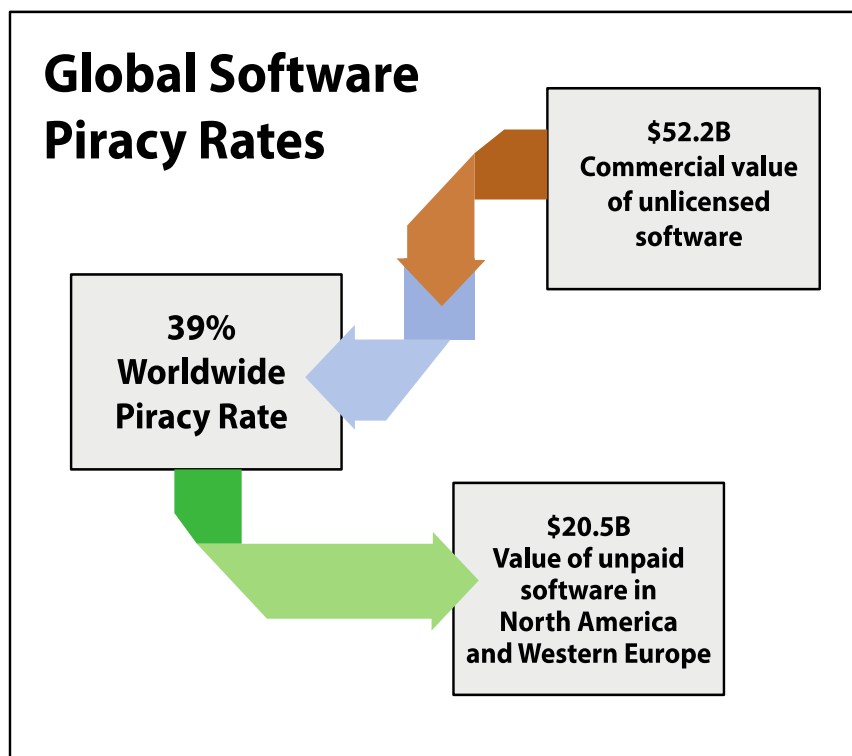 Global Software
Piracy Rates
$52.2B
Commercial value
of unlicensed
software
39%
Worldwide
Piracy Rate
$20.5B
Value of unpaid
software in
North America
and Western Europe